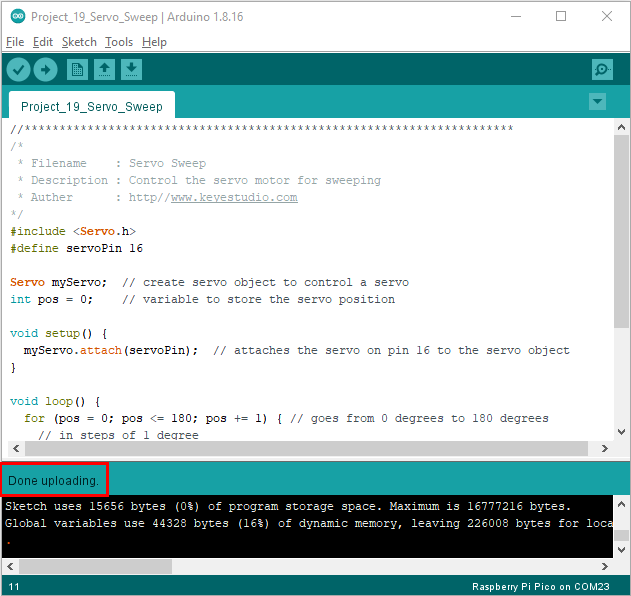 Project_19_Servo_Sweep | Arduino 1.8.16
File Edit Sketch Tools Help
Project_19_Servo_Sweep
//**********************************************************************
/*
 * Filename    : Servo Sweep
 * Description : Control the servo motor for sweeping
 * Auther      : http//www.keyestudio.com
*/
#include <Servo.h>
#define servoPin 16
Servo myServo;  // create servo object to control a servo
int pos = 0;    // variable to store the servo position
void setup() {
  myServo.attach(servoPin);  // attaches the servo on pin 16 to the servo object
}
void loop() {
  for (pos = 0; pos <= 180; pos += 1) { // goes from 0 degrees to 180 degrees
    // in steps of 1 degree
Done uploading.
Sketch uses 15656 bytes (0%) of program storage space. Maximum is 16777216 bytes.
Global variables use 44328 bytes (16%) of dynamic memory, leaving 226008 bytes for loca
.
11 Raspberry Pi Pico on COM23